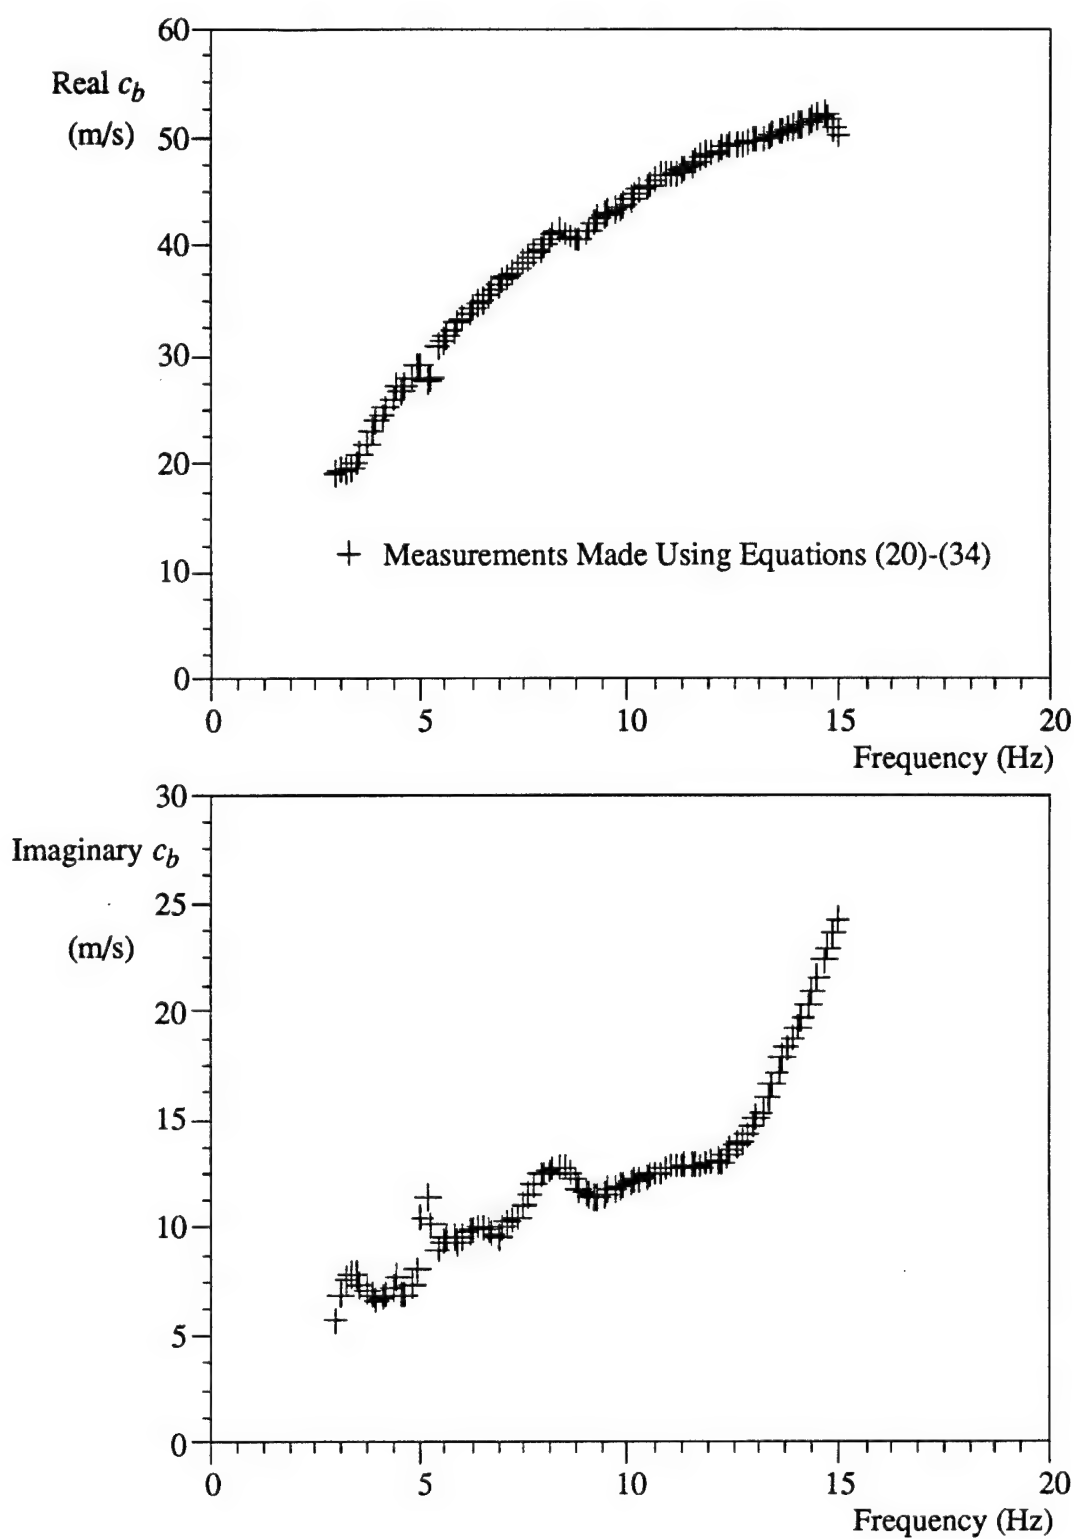 60
Real c_b
(m/s)
50
40
30
20
+ Measurements Made Using Equations (20)-(34)
10
0
0 5 10 15 20
Frequency (Hz)
30
Imaginary c_b
25
(m/s)
20
15
10
5
0
0 5 10 15 20
Frequency (Hz)